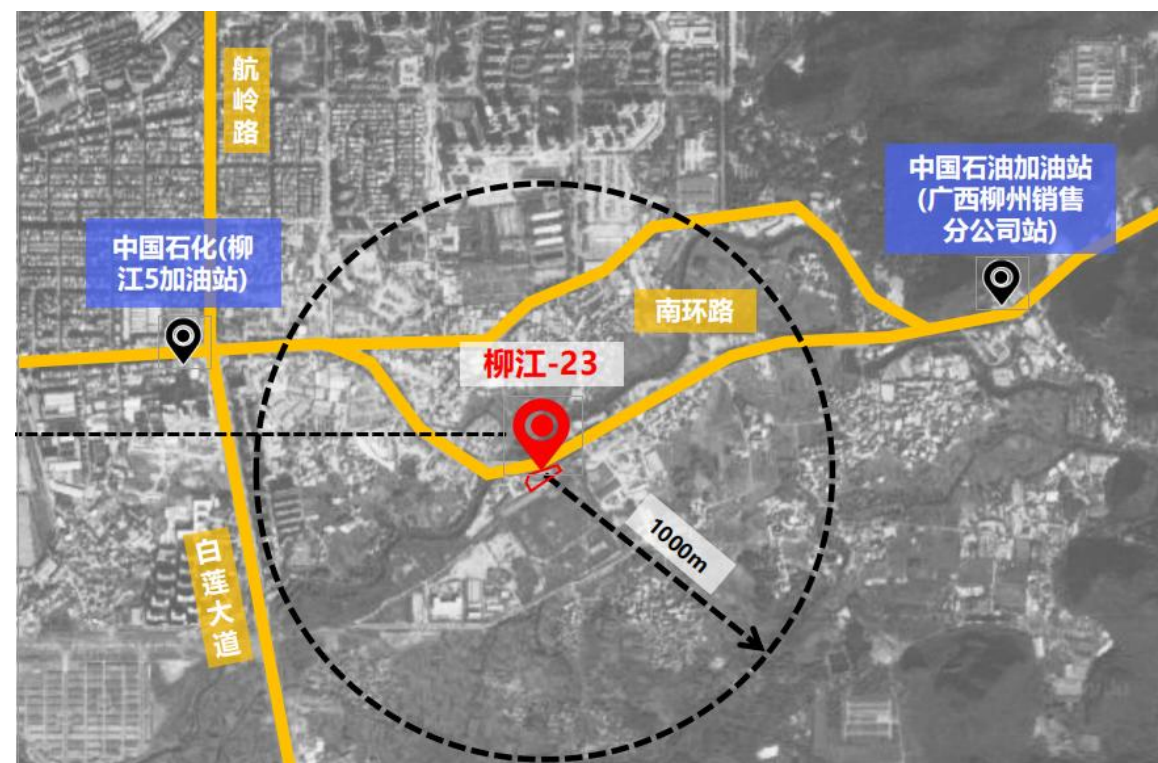 航
岭
路
中国石油加油站
(广西柳州销售
分公司站)
中国石化(柳
江5加油站)
南环路
柳江-23
1000m
白
莲
大
道